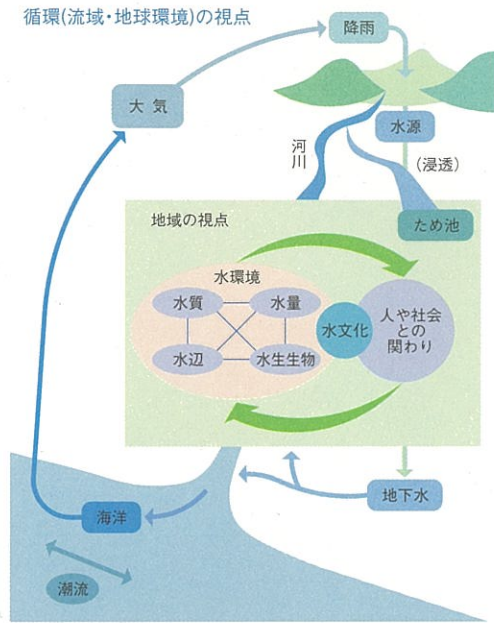 循環(流域・地球環境)の視点
降雨
大気
水源
河川
(浸透)
ため池
地域の視点
水環境
水質
水量
水辺
水生生物
水文化
人や社会
との
関わり
地下水
海洋
潮流